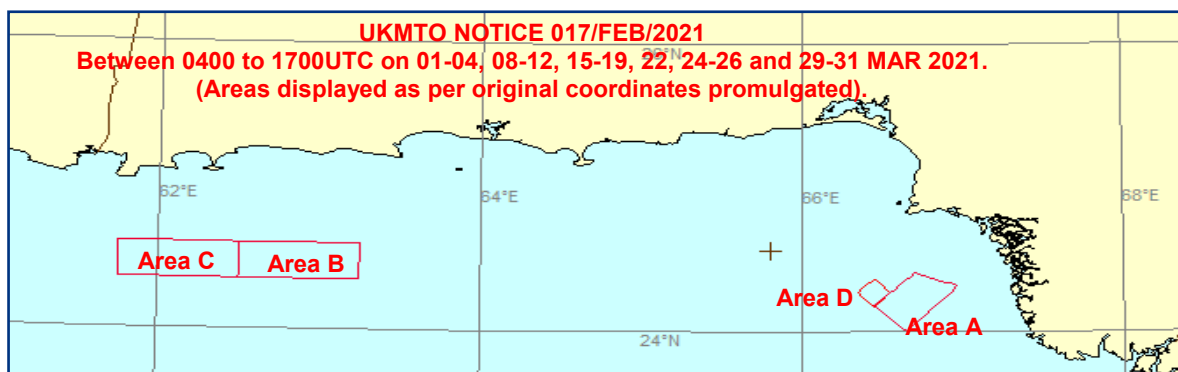 UKMTO NOTICE 017/FEB/2021
Between 0400 to 1700UTC on 01-04, 08-12, 15-19, 22, 24-26 and 29-31 MAR 2021.
(Areas displayed as per original coordinates promulgated).
62°E
64°E
66°E
68°E
Area C
Area B
Area D
Area A
24°N